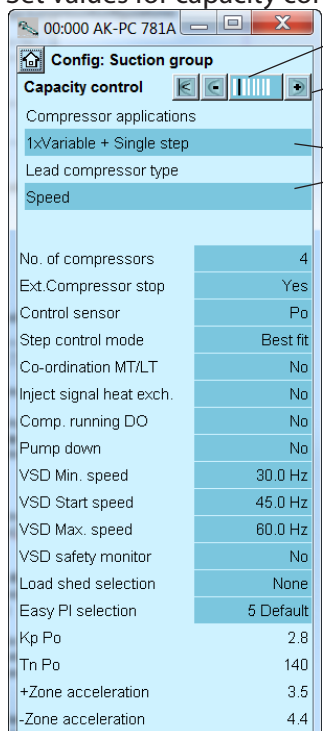 Set values for capacity con
00:000 AK-PC 781A
Config: Suction group
Capacity control
Compressor applications
1xVariable + Single step
Lead compressor type
Speed
No. of compressors 4
Ext.Compressor stop Yes
Control sensor Po
Step control mode Best fit
Co-ordination MT/LT No
Inject signal heat exch. No
Comp. running DO No
Pump down No
VSD Min. speed 30.0 Hz
VSD Start speed 45.0 Hz
VSD Max. speed 60.0 Hz
VSD safety monitor No
Load shed selection None
Easy PI selection 5 Default
Kp Po 2.8
Tn Po 140
+Zone acceleration 3.5
-Zone acceleration 4.4